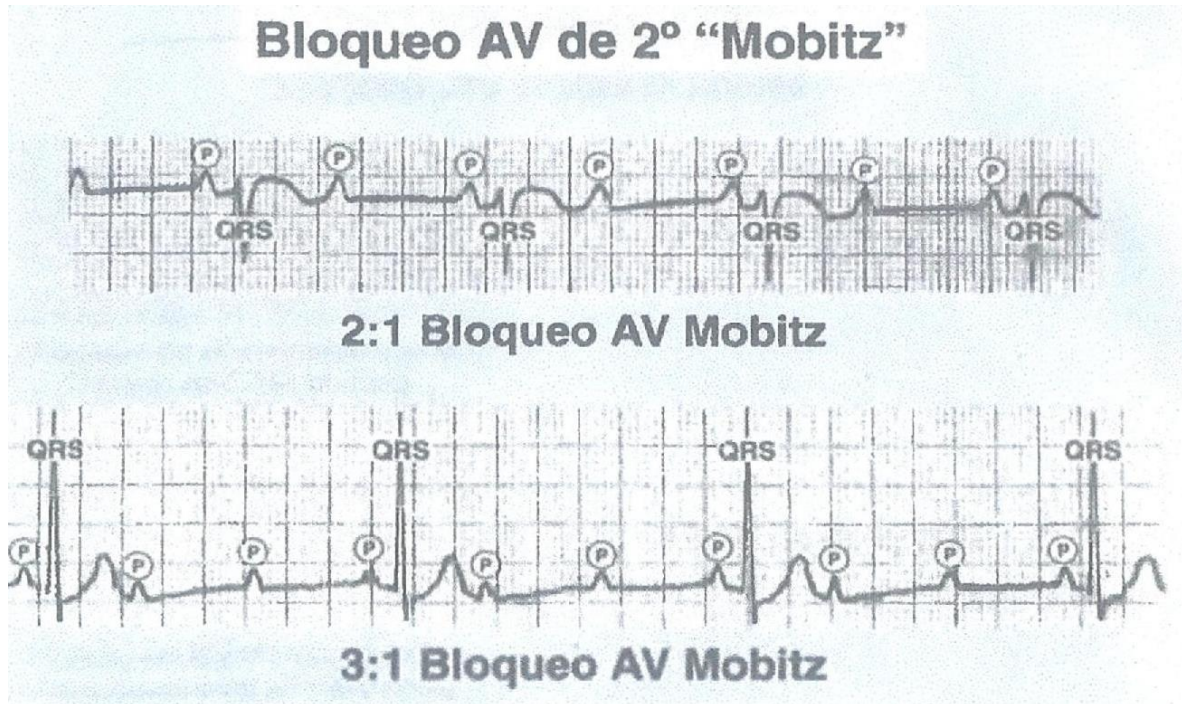 Bloqueo AV de 2º “Mobitz”
P P P P P P P
QRS QRS QRS QRS
2:1 Bloqueo AV Mobitz
QRS QRS QRS QRS
P P P P P P P P P P
3:1 Bloqueo AV Mobitz